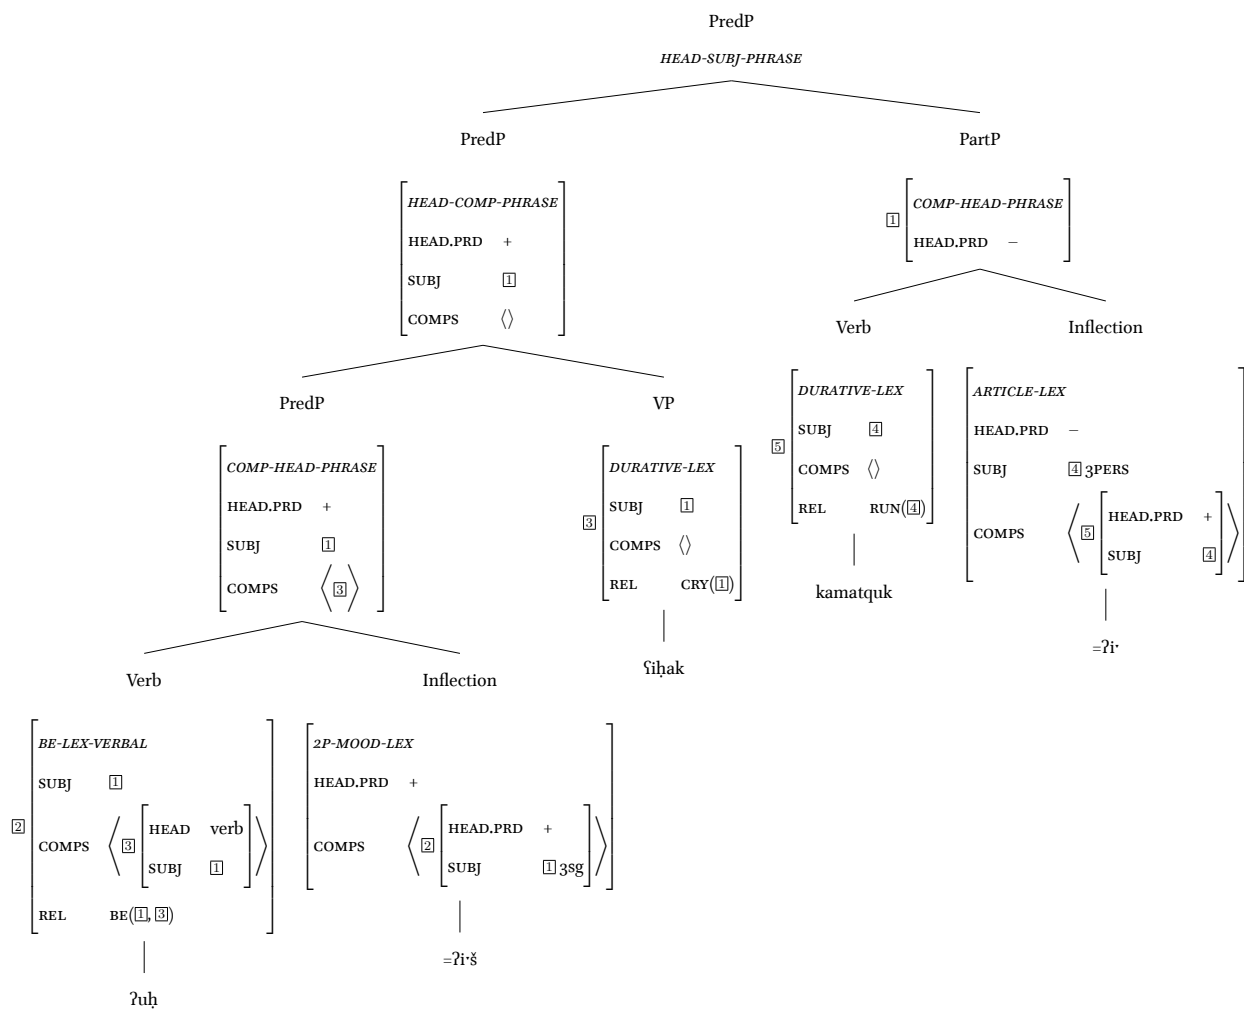 PredP
HEAD-SUBJ-PHRASE
PredP
HEAD-COMP-PHRASE
HEAD.PRD +
SUBJ 1
COMPS ⟨⟩
PartP
1
COMP-HEAD-PHRASE
HEAD.PRD −
PredP
COMP-HEAD-PHRASE
HEAD.PRD +
SUBJ 1
COMPS ⟨3⟩
VP
3
DURATIVE-LEX
SUBJ 1
COMPS ⟨⟩
REL CRY(1)
ʕiḥak
Verb
5
DURATIVE-LEX
SUBJ 4
COMPS ⟨⟩
REL RUN(4)
kamatquk
Inflection
ARTICLE-LEX
HEAD.PRD −
SUBJ 4 3PERS
COMPS ⟨5 [HEAD.PRD +
SUBJ 4]⟩
=ʔi·
Verb
2
BE-LEX-VERBAL
SUBJ 1
COMPS ⟨3 [HEAD verb
SUBJ 1]⟩
REL BE(1, 3)
ʔuḥ
Inflection
2P-MOOD-LEX
HEAD.PRD +
COMPS ⟨2 [HEAD.PRD +
SUBJ 1 3sg]⟩
=ʔi·š